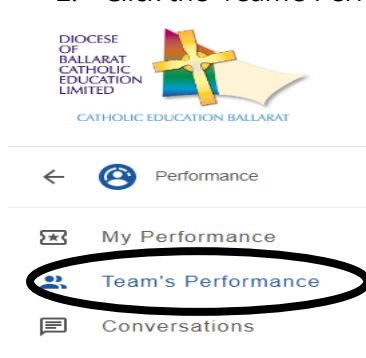 DIOCESE
OF
BALLARAT
CATHOLIC
EDUCATION
LIMITED
CATHOLIC EDUCATION BALLARAT
Performance
My Performance
Team's Performance
Conversations